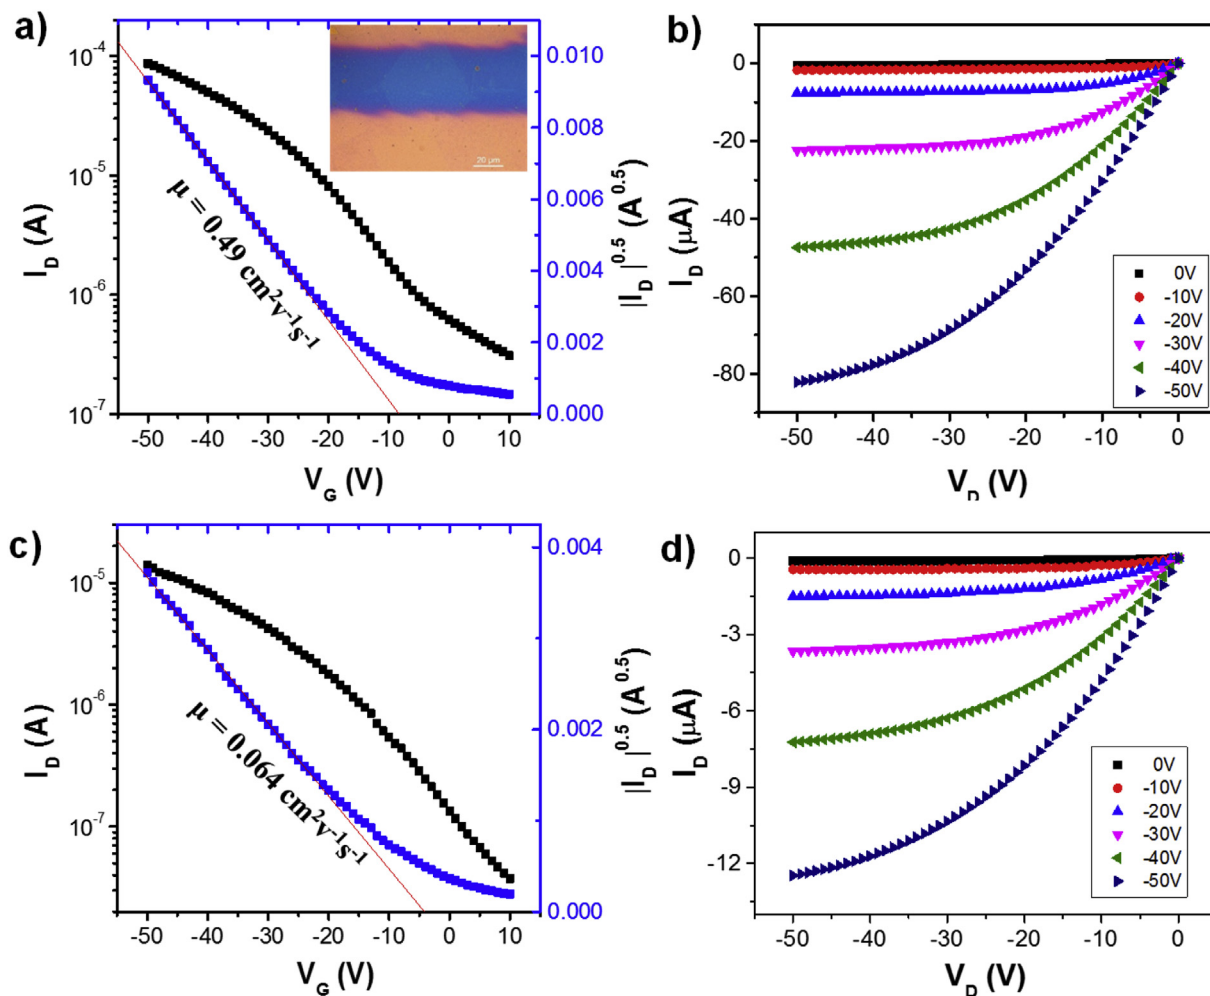 a)
I_D (A)
10⁻⁴
10⁻⁵
10⁻⁶
10⁻⁷
μ = 0.49 cm²v⁻¹s⁻¹
20 μm
0.010
0.008
0.006
0.004
0.002
0.000
|I_D|^0.5 (A^0.5)
-50 -40 -30 -20 -10 0 10
V_G (V)
b)
I_D (μA)
0
-20
-40
-60
-80
0V
-10V
-20V
-30V
-40V
-50V
-50 -40 -30 -20 -10 0
V_D (V)
c)
I_D (A)
10⁻⁵
10⁻⁶
10⁻⁷
μ = 0.064 cm²v⁻¹s⁻¹
0.004
0.002
0.000
|I_D|^0.5 (A^0.5)
-50 -40 -30 -20 -10 0 10
V_G (V)
d)
I_D (μA)
0
-3
-6
-9
-12
0V
-10V
-20V
-30V
-40V
-50V
-50 -40 -30 -20 -10 0
V_D (V)